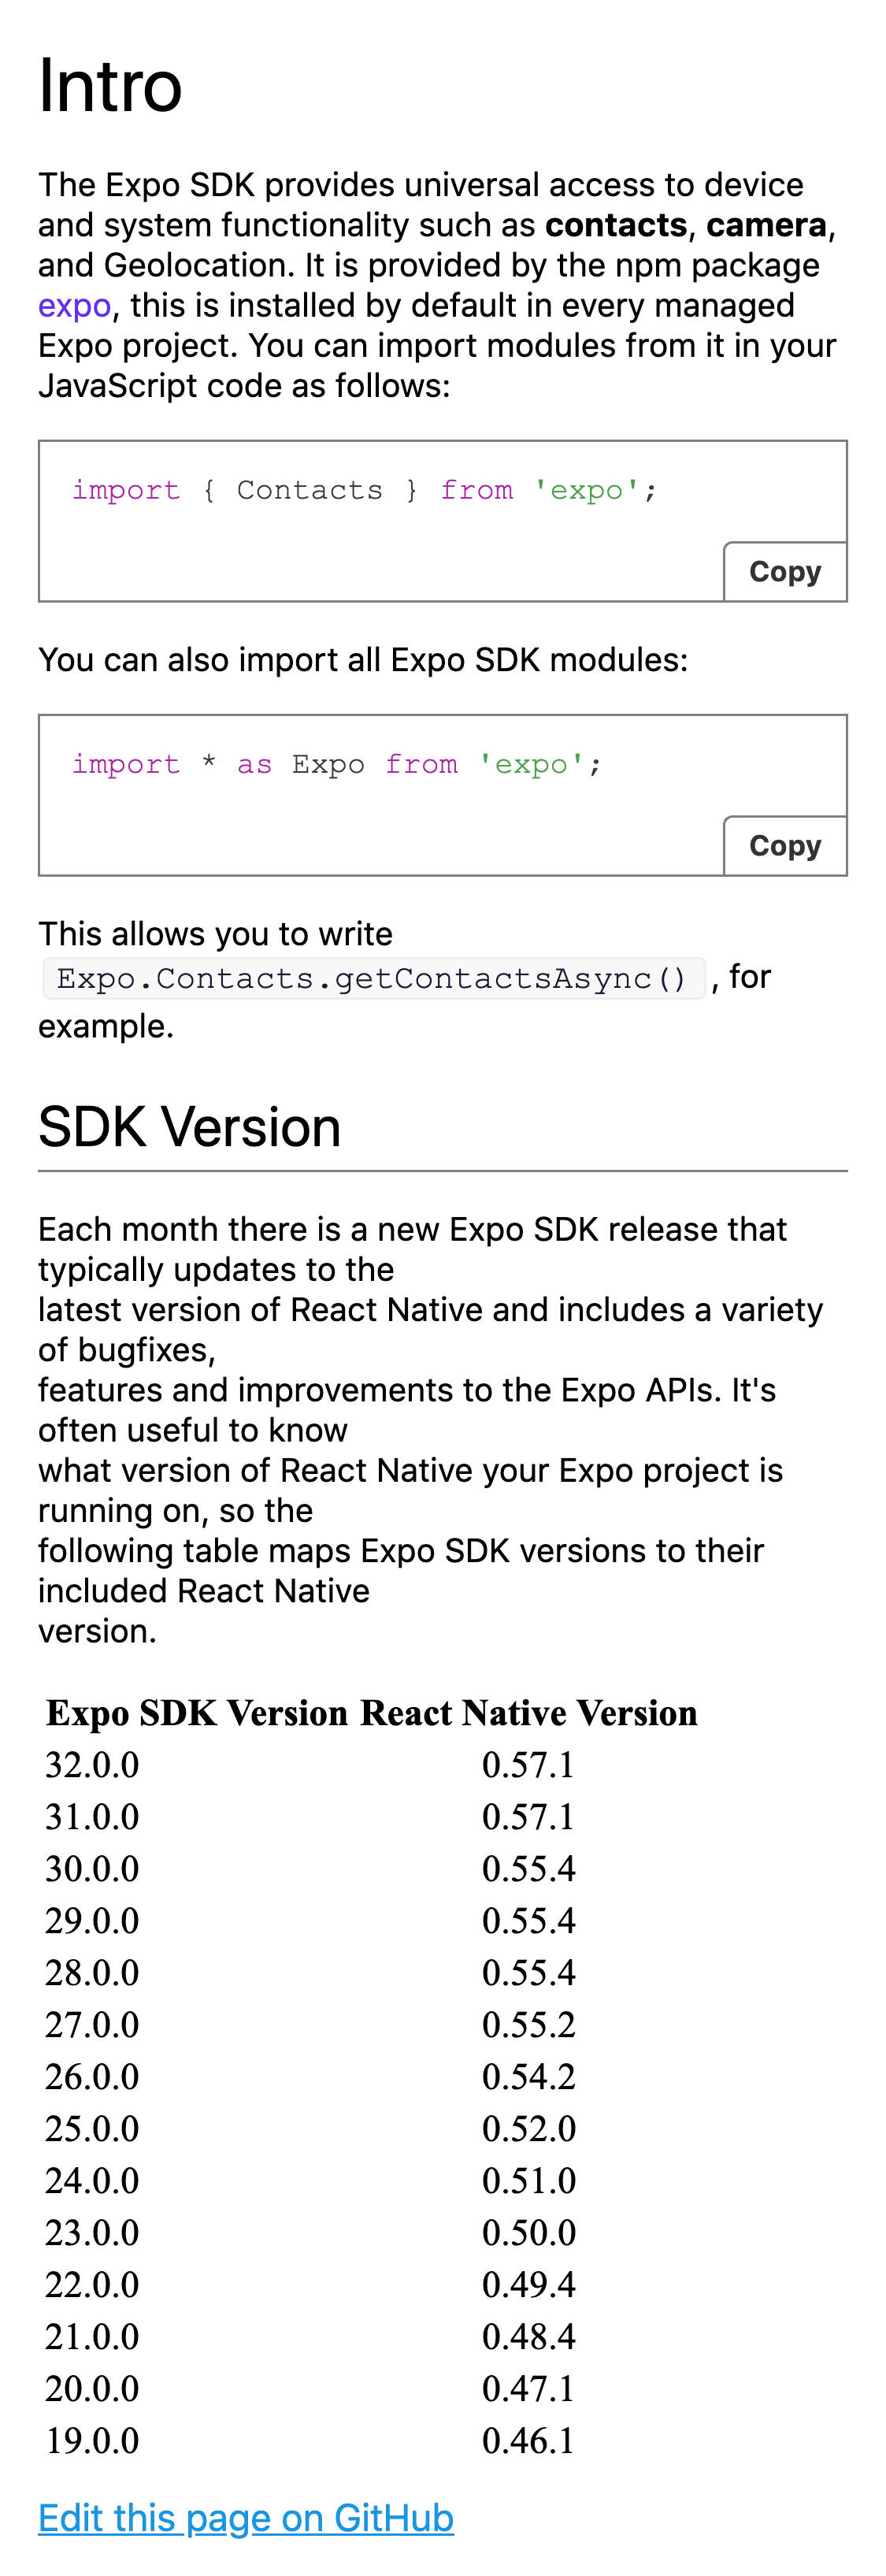 Intro
The Expo SDK provides universal access to device
and system functionality such as contacts, camera,
and Geolocation. It is provided by the npm package
expo, this is installed by default in every managed
Expo project. You can import modules from it in your
JavaScript code as follows:
import { Contacts } from 'expo';
Copy
You can also import all Expo SDK modules:
import * as Expo from 'expo';
Copy
This allows you to write
Expo.Contacts.getContactsAsync() , for
example.
SDK Version
Each month there is a new Expo SDK release that
typically updates to the
latest version of React Native and includes a variety
of bugfixes,
features and improvements to the Expo APIs. It's
often useful to know
what version of React Native your Expo project is
running on, so the
following table maps Expo SDK versions to their
included React Native
version.
Expo SDK Version React Native Version
32.0.0 0.57.1
31.0.0 0.57.1
30.0.0 0.55.4
29.0.0 0.55.4
28.0.0 0.55.4
27.0.0 0.55.2
26.0.0 0.54.2
25.0.0 0.52.0
24.0.0 0.51.0
23.0.0 0.50.0
22.0.0 0.49.4
21.0.0 0.48.4
20.0.0 0.47.1
19.0.0 0.46.1
Edit this page on GitHub